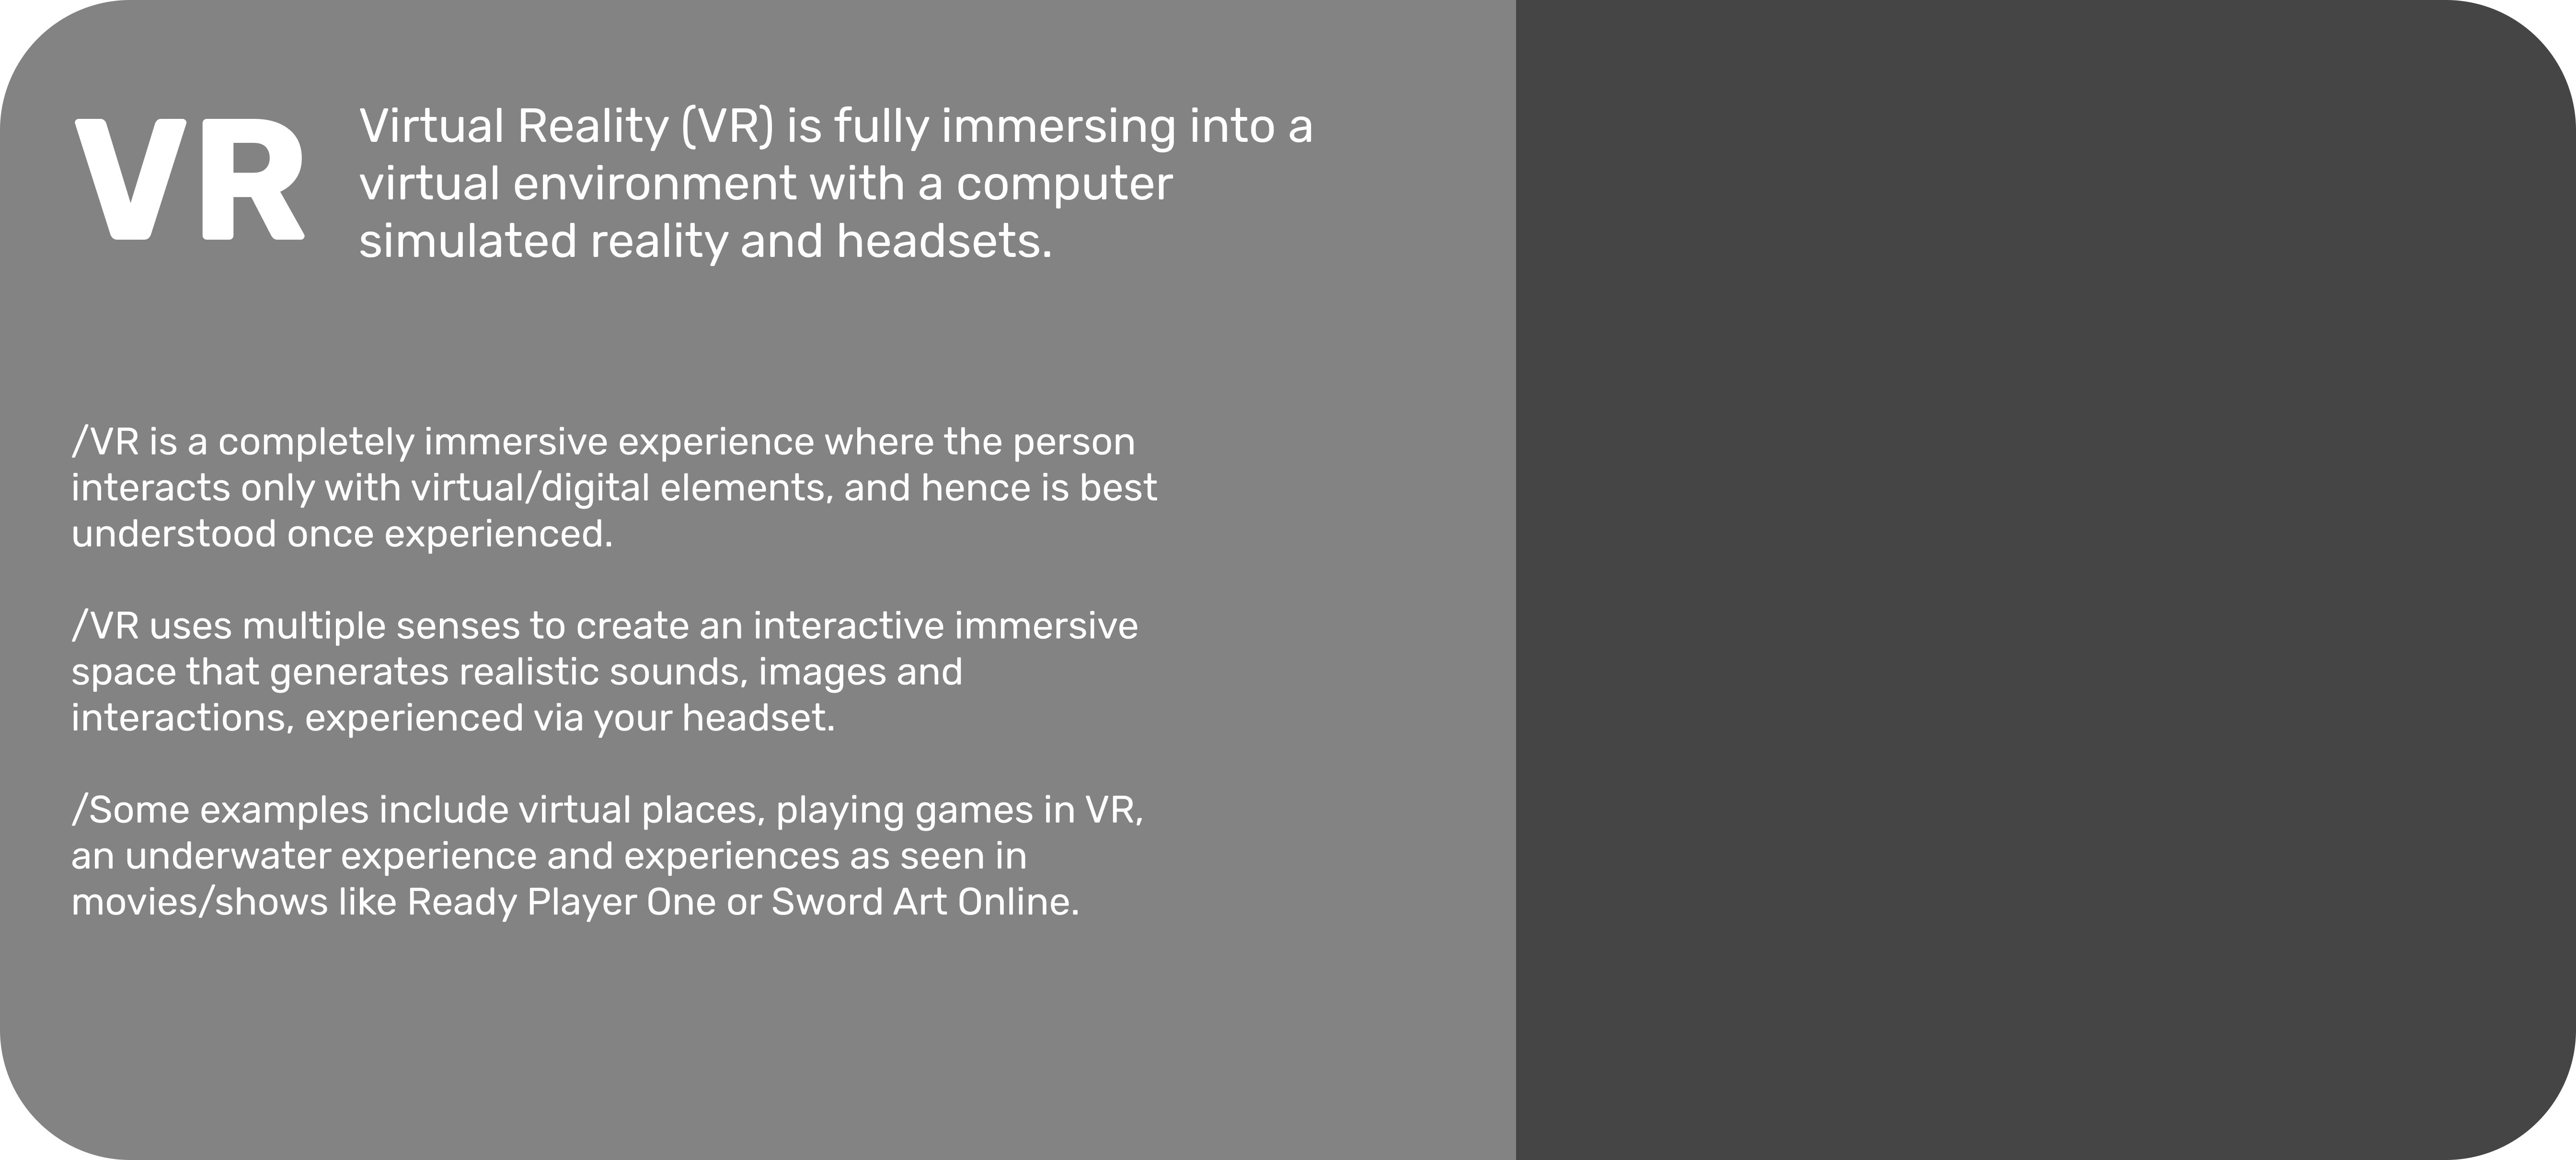 VR
Virtual Reality (VR) is fully immersing into a
virtual environment with a computer
simulated reality and headsets.
/VR is a completely immersive experience where the person
interacts only with virtual/digital elements, and hence is best
understood once experienced.
/VR uses multiple senses to create an interactive immersive
space that generates realistic sounds, images and
interactions, experienced via your headset.
/Some examples include virtual places, playing games in VR,
an underwater experience and experiences as seen in
movies/shows like Ready Player One or Sword Art Online.